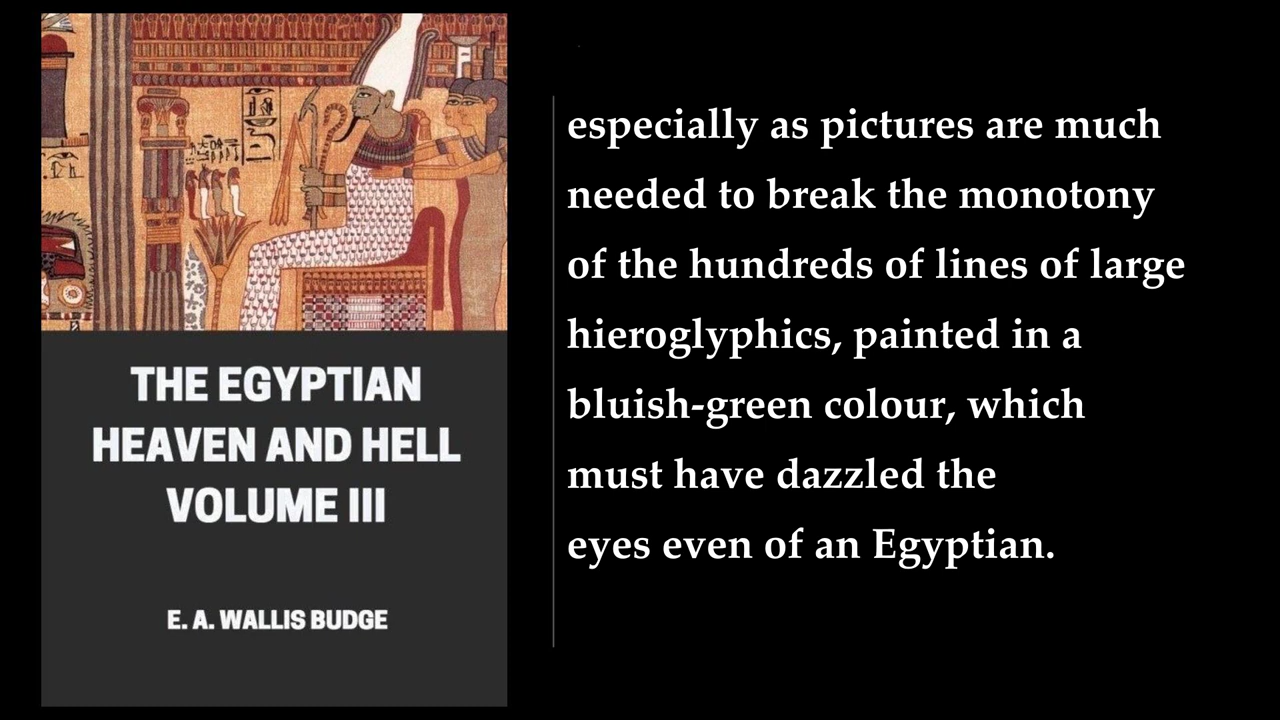 THE EGYPTIAN
HEAVEN AND HELL
VOLUME III
E. A. WALLIS BUDGE
especially as pictures are much
needed to break the monotony
of the hundreds of lines of large
hieroglyphics, painted in a
bluish-green colour, which
must have dazzled the
eyes even of an Egyptian.